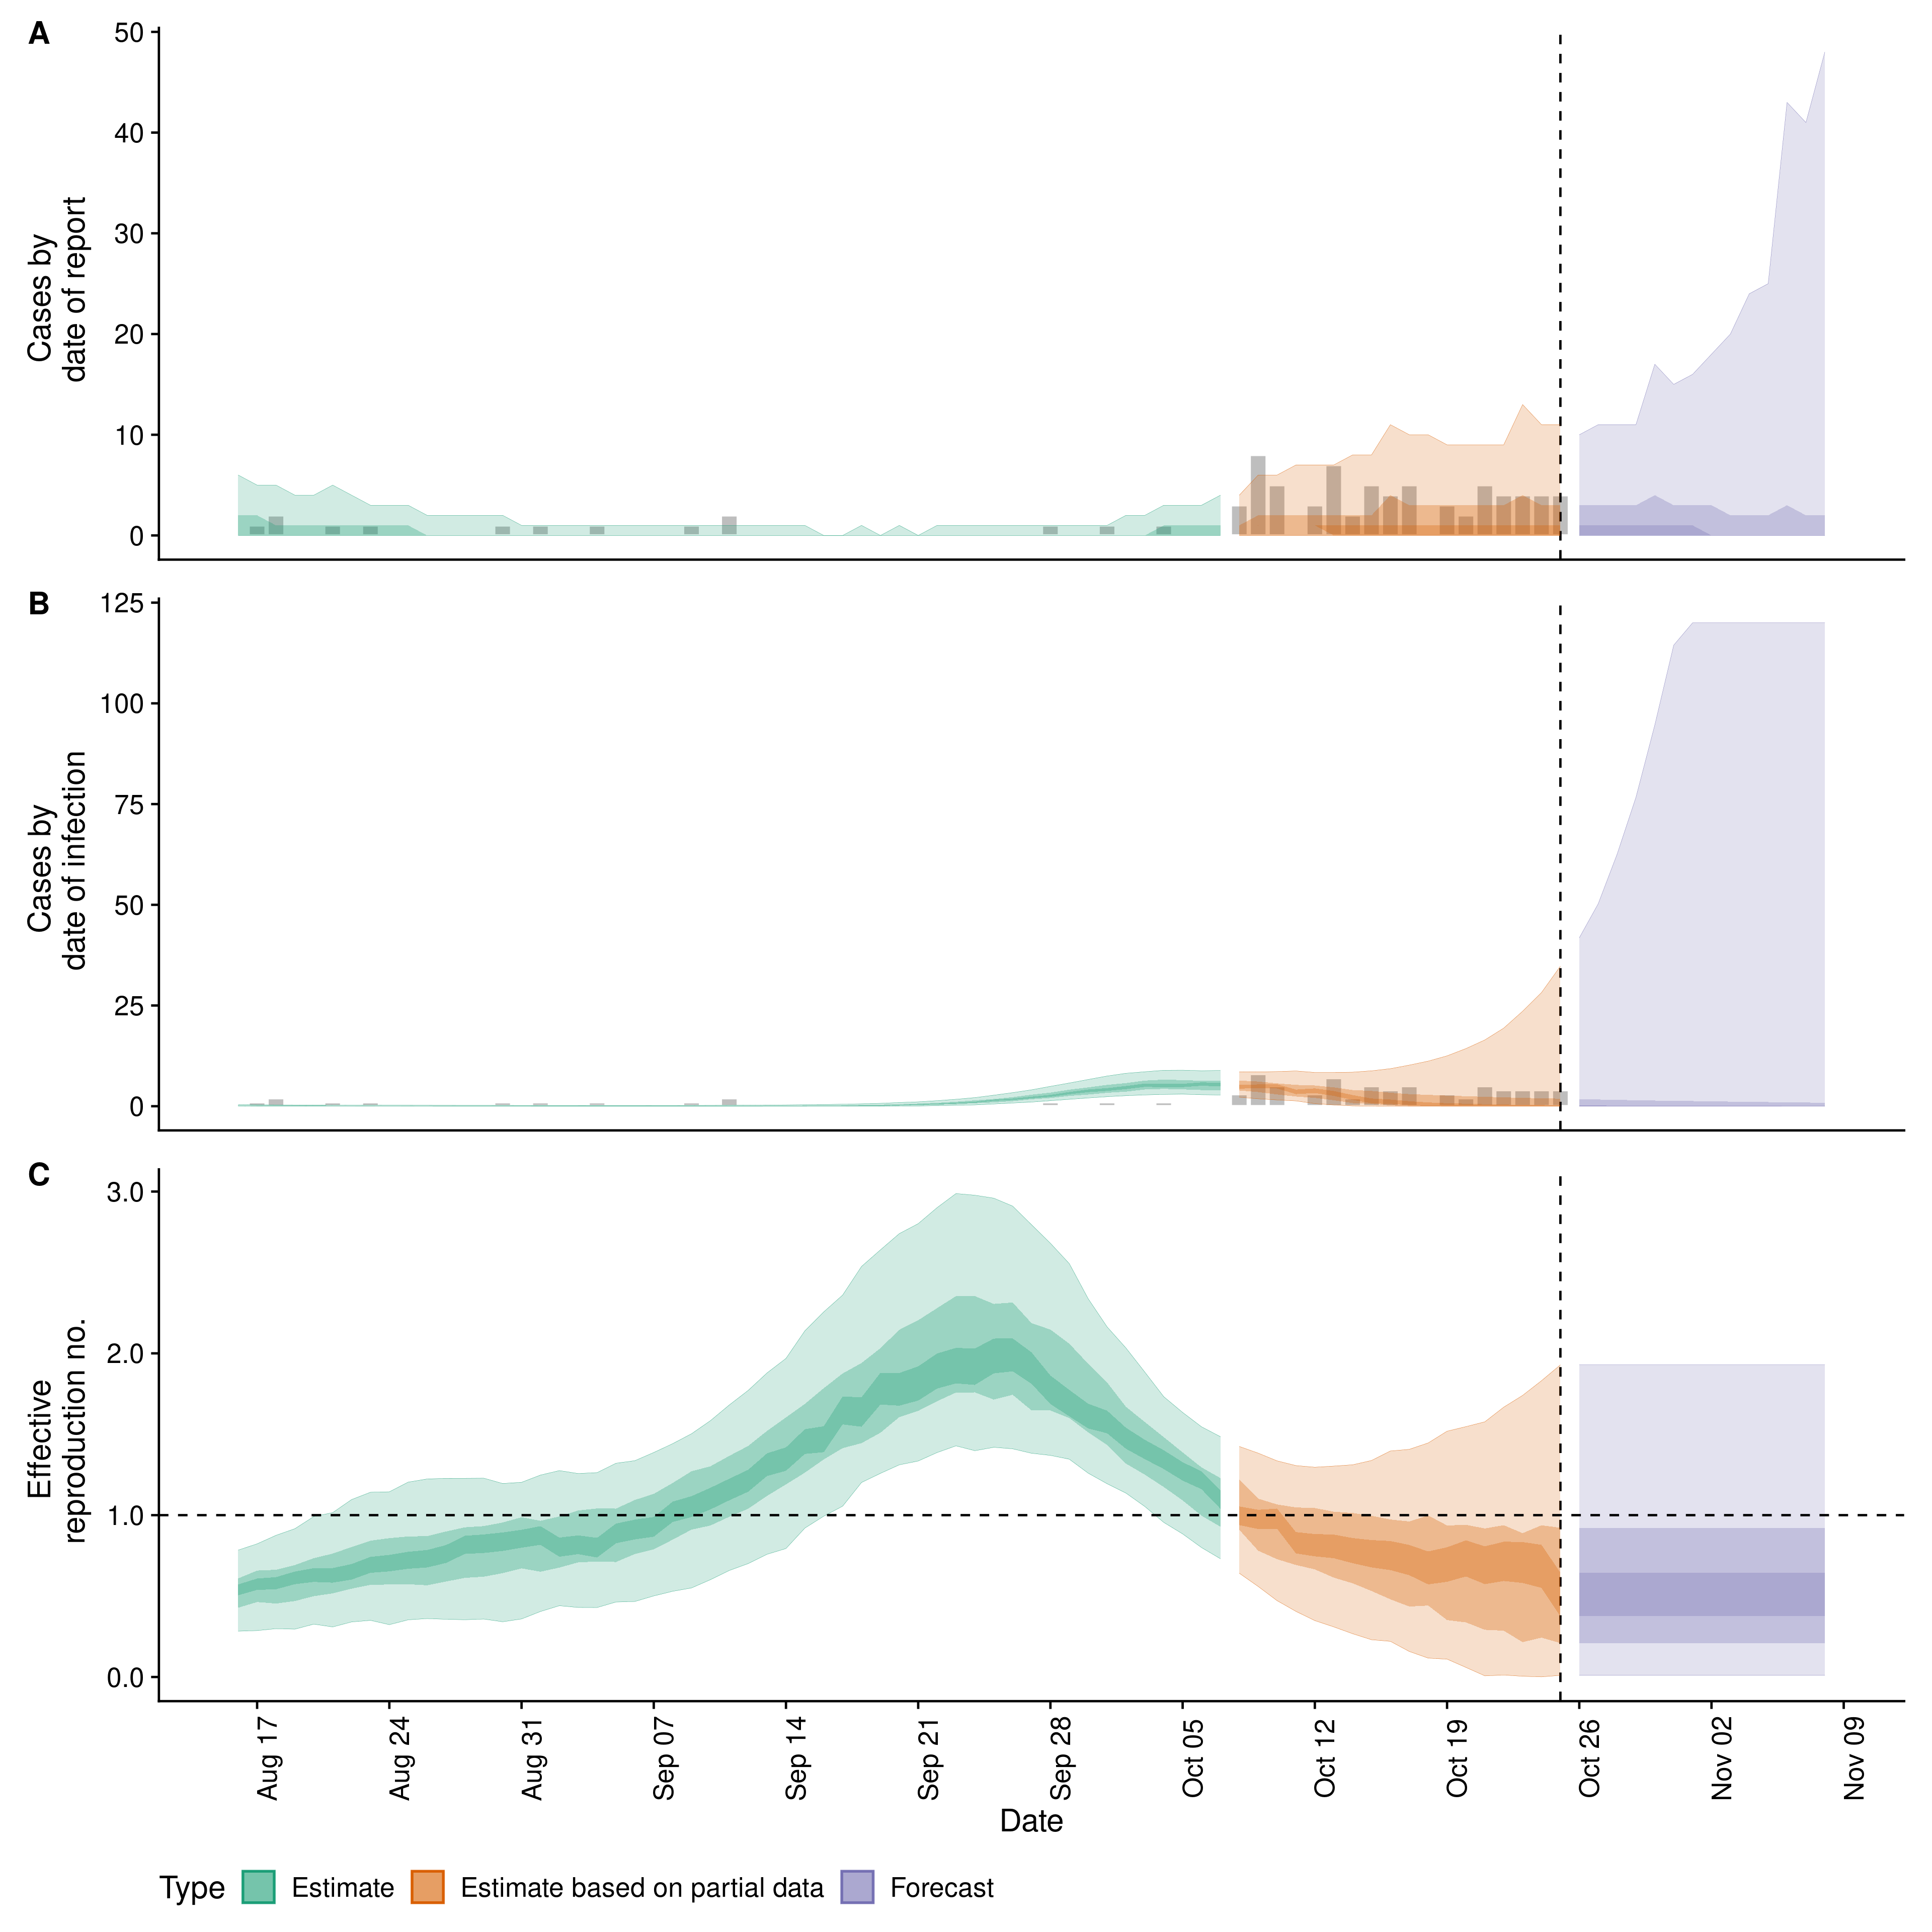 A
50
40
30
20
10
0
Cases by
date of report
B
125
100
75
50
25
0
Cases by
date of infection
C
3.0
2.0
1.0
0.0
Effective
reproduction no.
Aug 17
Aug 24
Aug 31
Sep 07
Sep 14
Sep 21
Sep 28
Oct 05
Oct 12
Oct 19
Oct 26
Nov 02
Nov 09
Date
Type Estimate Estimate based on partial data Forecast